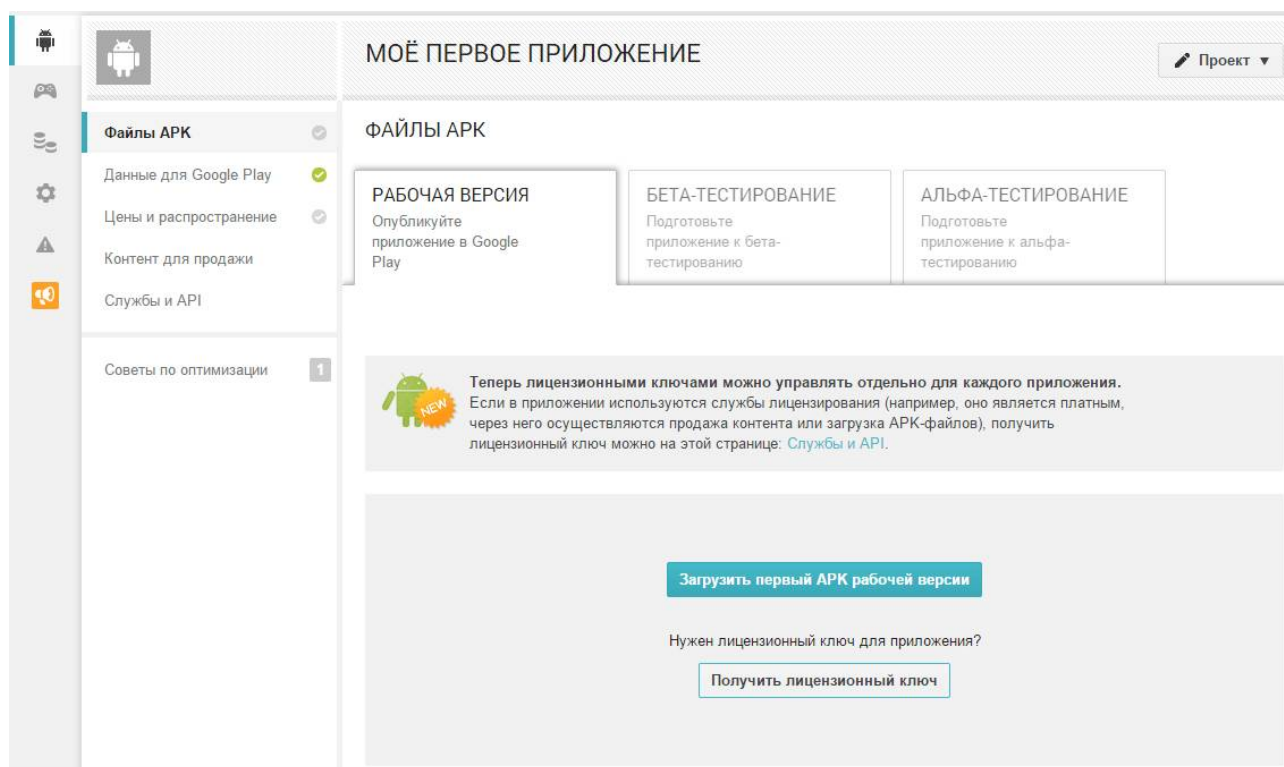 МОЁ ПЕРВОЕ ПРИЛОЖЕНИЕ
Проект
Файлы APK
Данные для Google Play
Цены и распространение
Контент для продажи
Службы и API
Советы по оптимизации
1
ФАЙЛЫ APK
РАБОЧАЯ ВЕРСИЯ
Опубликуйте
приложение в Google
Play
БЕТА-ТЕСТИРОВАНИЕ
Подготовьте
приложение к бета-
тестированию
АЛЬФА-ТЕСТИРОВАНИЕ
Подготовьте
приложение к альфа-
тестированию
NEW
Теперь лицензионными ключами можно управлять отдельно для каждого приложения.
Если в приложении используются службы лицензирования (например, оно является платным,
через него осуществляются продажа контента или загрузка APK-файлов), получить
лицензионный ключ можно на этой странице: Службы и API.
Загрузить первый APK рабочей версии
Нужен лицензионный ключ для приложения?
Получить лицензионный ключ